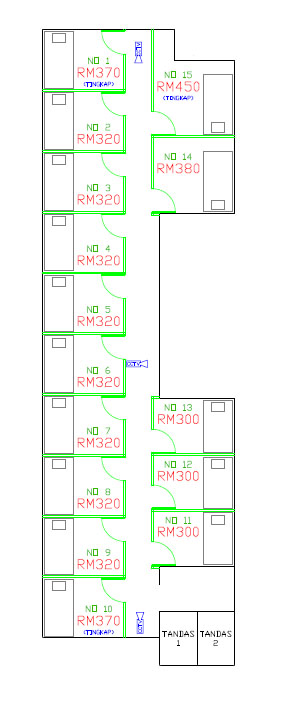 NO 1
RM370
(TINGKAP)
NO 15
RM450
(TINGKAP)
NO 2
RM320
NO 14
RM380
NO 3
RM320
NO 4
RM320
NO 5
RM320
NO 6
RM320
CCTV
NO 13
RM300
NO 7
RM320
NO 12
RM300
NO 8
RM320
NO 11
RM300
NO 9
RM320
NO 10
RM370
(TINGKAP)
TANDAS
1
TANDAS
2